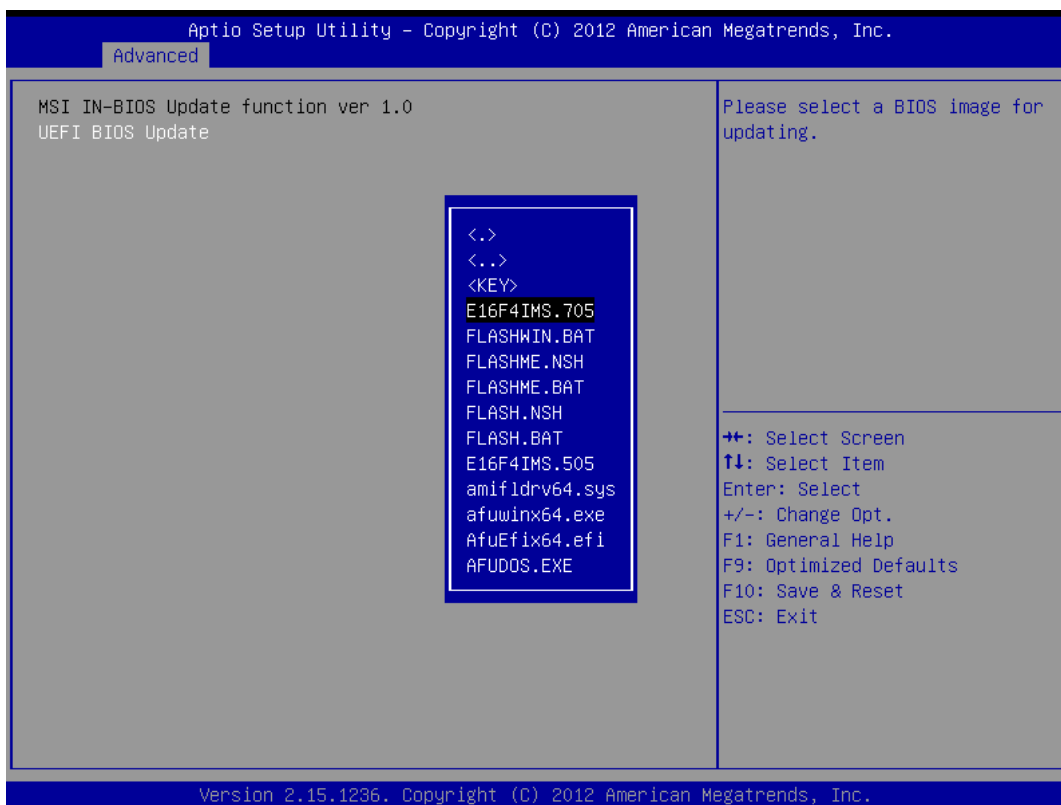 Aptio Setup Utility – Copyright (C) 2012 American Megatrends, Inc.
Advanced
MSI IN-BIOS Update function ver 1.0
UEFI BIOS Update
Please select a BIOS image for
updating.
<.>
<..>
<KEY>
E16F4IMS.705
FLASHWIN.BAT
FLASHME.NSH
FLASHME.BAT
FLASH.NSH
FLASH.BAT
E16F4IMS.505
amifldrv64.sys
afuwinx64.exe
AfuEfix64.efi
AFUDOS.EXE
→←: Select Screen
↑↓: Select Item
Enter: Select
+/-: Change Opt.
F1: General Help
F9: Optimized Defaults
F10: Save & Reset
ESC: Exit
Version 2.15.1236. Copyright (C) 2012 American Megatrends, Inc.